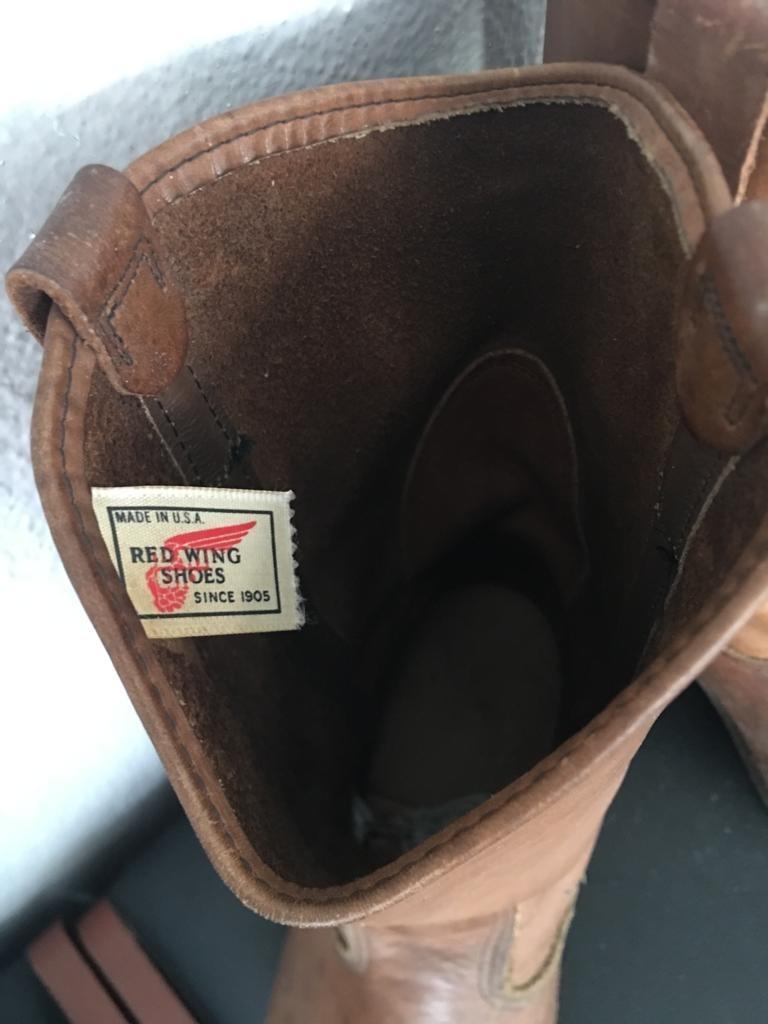 MADE IN U.S.A.
RED WING
SHOES
SINCE 1905